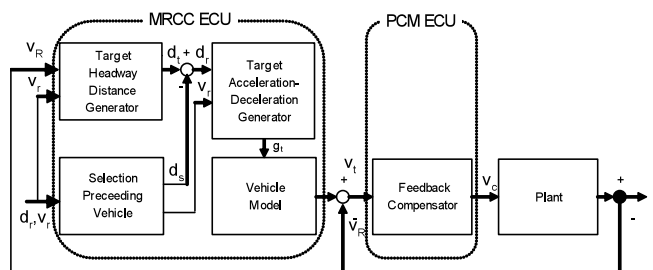 MRCC ECU
PCM ECU
v_R
v_r
Target
Headway
Distance
Generator
d_t + d_r
-
v_r
Target
Acceleration-
Deceleration
Generator
g_t
Selection
Preceeding
Vehicle
d_s
d_r,v_r
Vehicle
Model
v_t
+
-
v_R
Feedback
Compensator
v_c
Plant
+
-